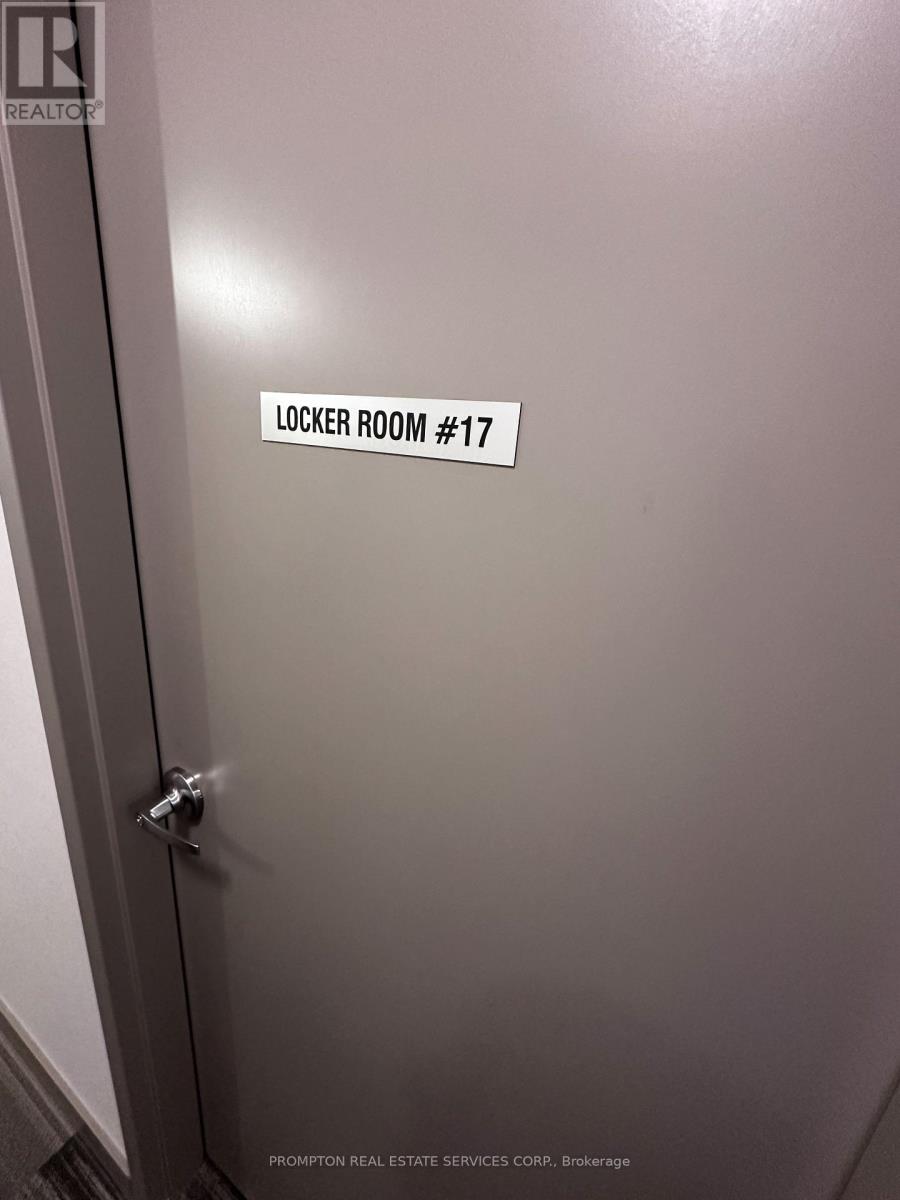 REALTOR®
LOCKER ROOM #17
PROMPTON REAL ESTATE SERVICES CORP., Brokerage